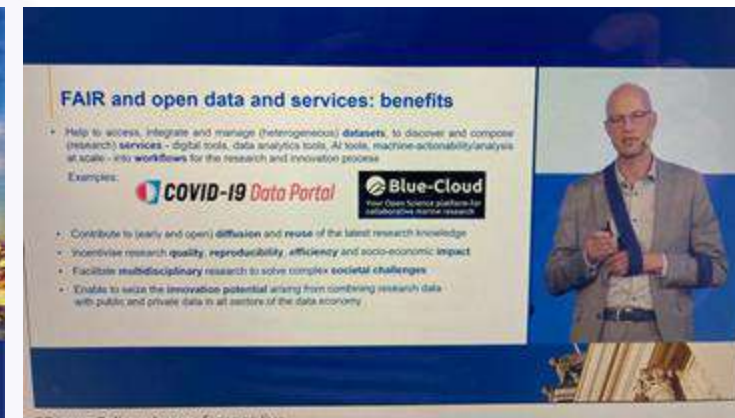 FAIR and open data and services: benefits
• Help to access, integrate and manage (heterogeneous) datasets, to discover and compose
(research) services - digital tools, data analytics tools, AI tools, machine-actionability/analysis
at scale - into workflows for the research and innovation process
Examples:
COVID-19 Data Portal
Blue-Cloud
Your Open Science platform for
collaborative marine research
• Contribute to (early and open) diffusion and reuse of the latest research knowledge
• Incentivise research quality, reproducibility, efficiency and socio-economic impact
• Facilitate multidisciplinary research to solve complex societal challenges
• Enable to seize the innovation potential arising from combining research data
with public and private data in all sectors of the data economy